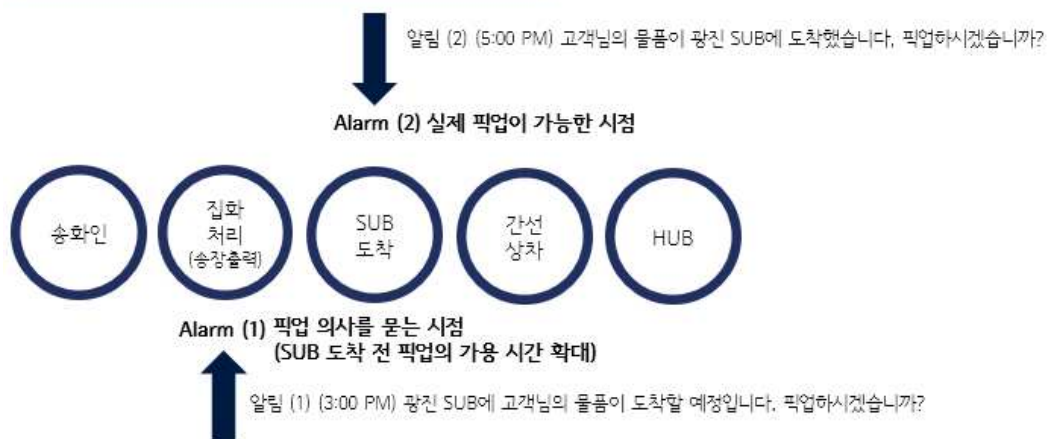 알림 (2) (5:00 PM) 고객님의 물품이 광진 SUB에 도착했습니다, 픽업하시겠습니까?
Alarm (2) 실제 픽업이 가능한 시점
송화인
집화
처리
(송장출력)
SUB
도착
간선
상차
HUB
Alarm (1) 픽업 의사를 묻는 시점
(SUB 도착 전 픽업의 가용 시간 확대)
알림 (1) (3:00 PM) 광진 SUB에 고객님의 물품이 도착할 예정입니다. 픽업하시겠습니까?